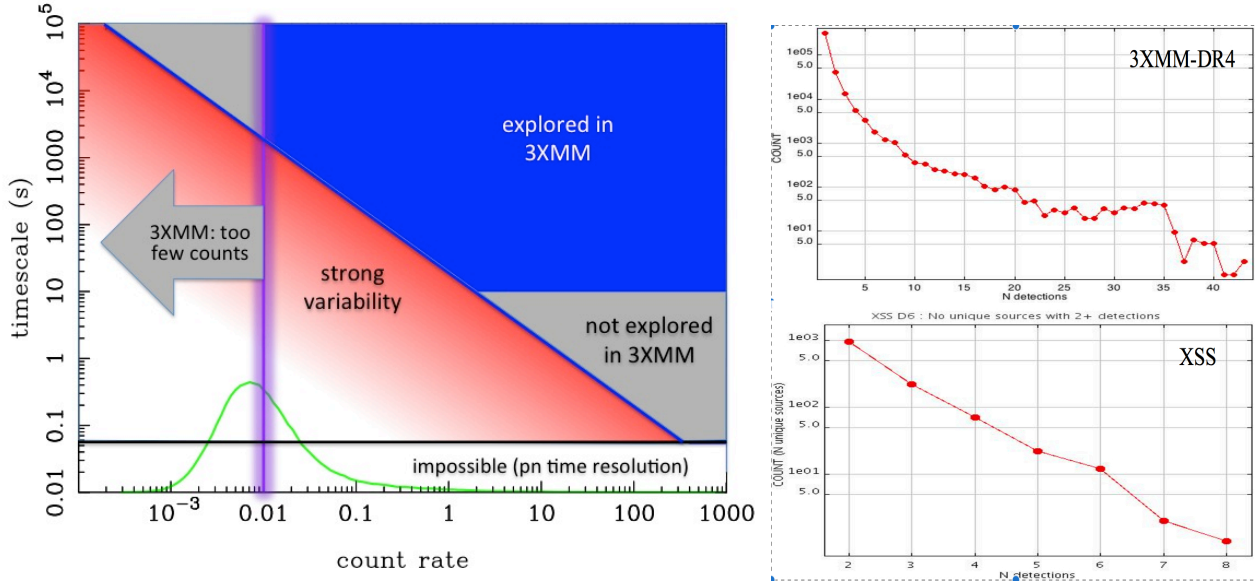 10^5
10^4
1000
100
10
1
0.1
0.01
timescale (s)
explored in
3XMM
3XMM: too
few counts
strong
variability
not explored
in 3XMM
impossible (pn time resolution)
10^-3
0.01
0.1
1
10
100
1000
count rate
3XMM-DR4
1e05
5.0
1e04
5.0
1e03
5.0
1e02
5.0
1e01
5.0
COUNT
5
10
15
20
25
30
35
40
N detections
XSS D6 : No unique sources with 2+ detections
XSS
1e03
5.0
1e02
5.0
1e01
5.0
COUNT (N unique sources)
2
3
4
5
6
7
8
N detections